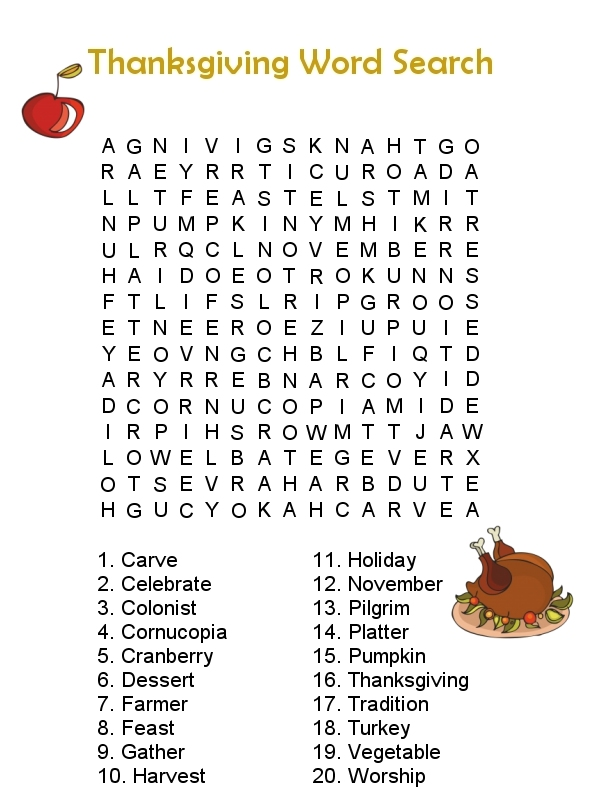 Thanksgiving Word Search
A G N I V I G S K N A H T G O
R A E Y R R T I C U R O A D A
L L T F E A S T E L S T M I T
N P U M P K I N Y M H I K R R
U L R Q C L N O V E M B E R E
H A I D O E O T R O K U N N S
F T L I F S L R I P G R O O S
E T N E E R O E Z I U P U I E
Y E O V N G C H B L F I Q T D
A R Y R R E B N A R C O Y I D
D C O R N U C O P I A M I D E
I R P I H S R O W M T T J A W
L O W E L B A T E G E V E R X
O T S E V R A H A R B D U T E
H G U C Y O K A H C A R V E A
1. Carve
2. Celebrate
3. Colonist
4. Cornucopia
5. Cranberry
6. Dessert
7. Farmer
8. Feast
9. Gather
10. Harvest
11. Holiday
12. November
13. Pilgrim
14. Platter
15. Pumpkin
16. Thanksgiving
17. Tradition
18. Turkey
19. Vegetable
20. Worship